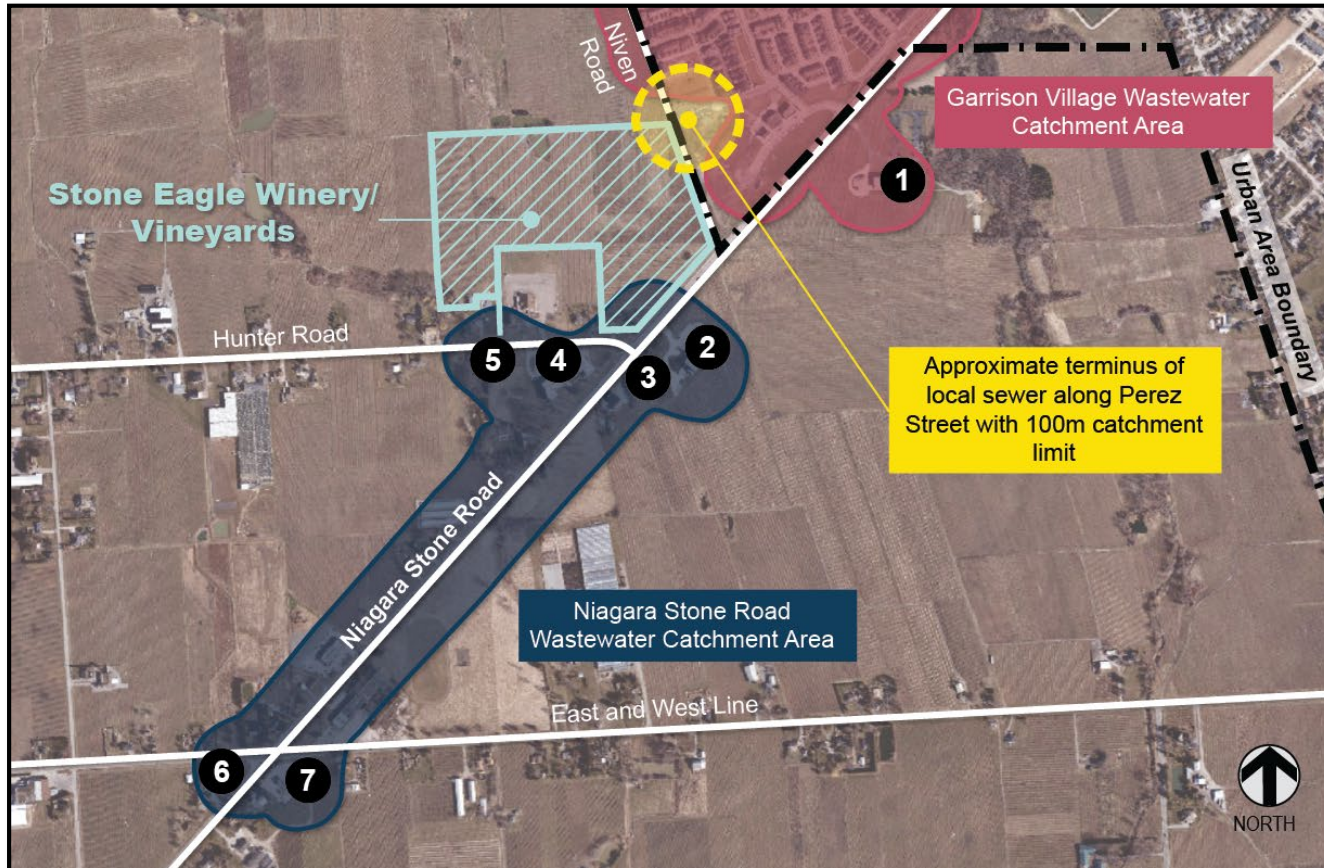 Niven
Road
Garrison Village Wastewater
Catchment Area
1
Stone Eagle Winery/
Vineyards
Urban Area Boundary
Hunter Road
5
4
3
2
Approximate terminus of
local sewer along Perez
Street with 100m catchment
limit
Niagara Stone Road
Niagara Stone Road
Wastewater Catchment Area
East and West Line
6
7
NORTH